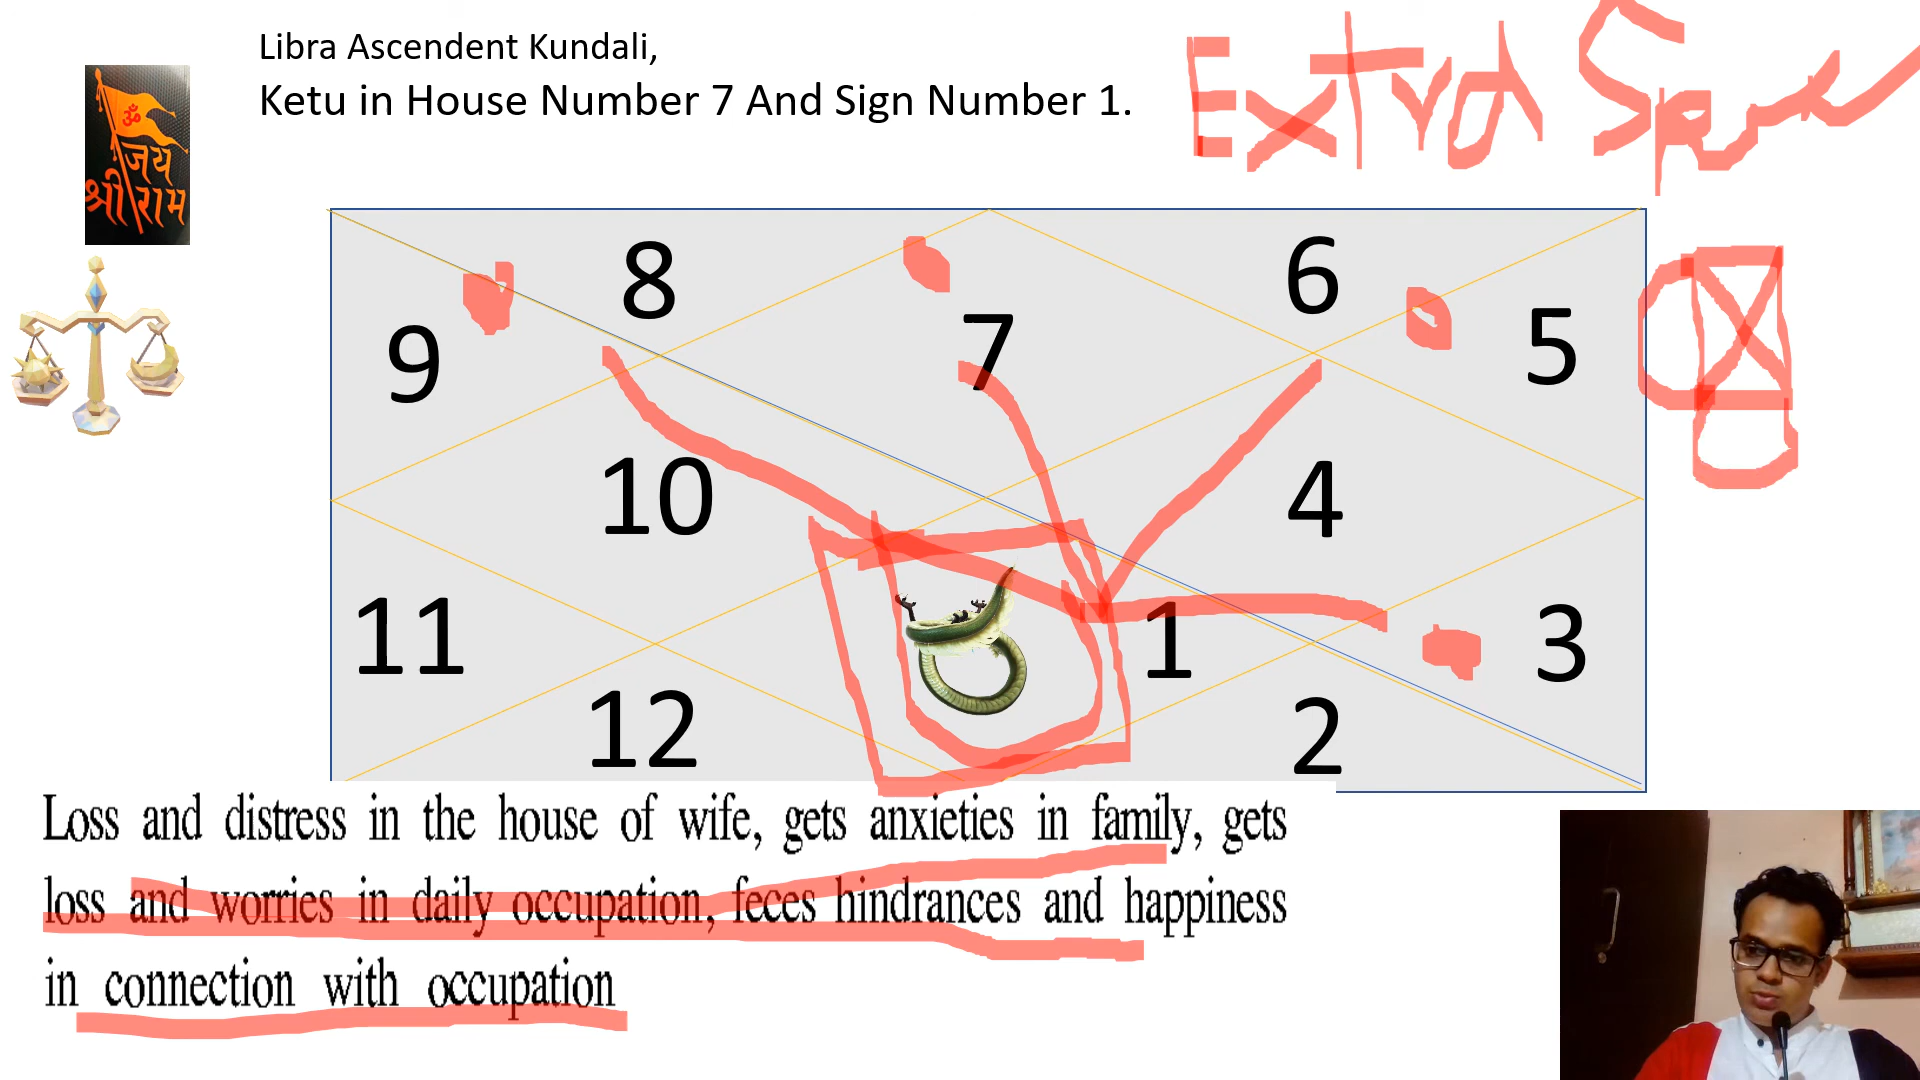 Libra Ascendent Kundali,
Ketu in House Number 7 And Sign Number 1.
Extra
ॐ
जय
श्री राम
8
7
6
9
5
10
4
11
1
3
12
2
Loss and distress in the house of wife, gets anxieties in family, gets
loss and worries in daily occupation, feces hindrances and happiness
in connection with occupation